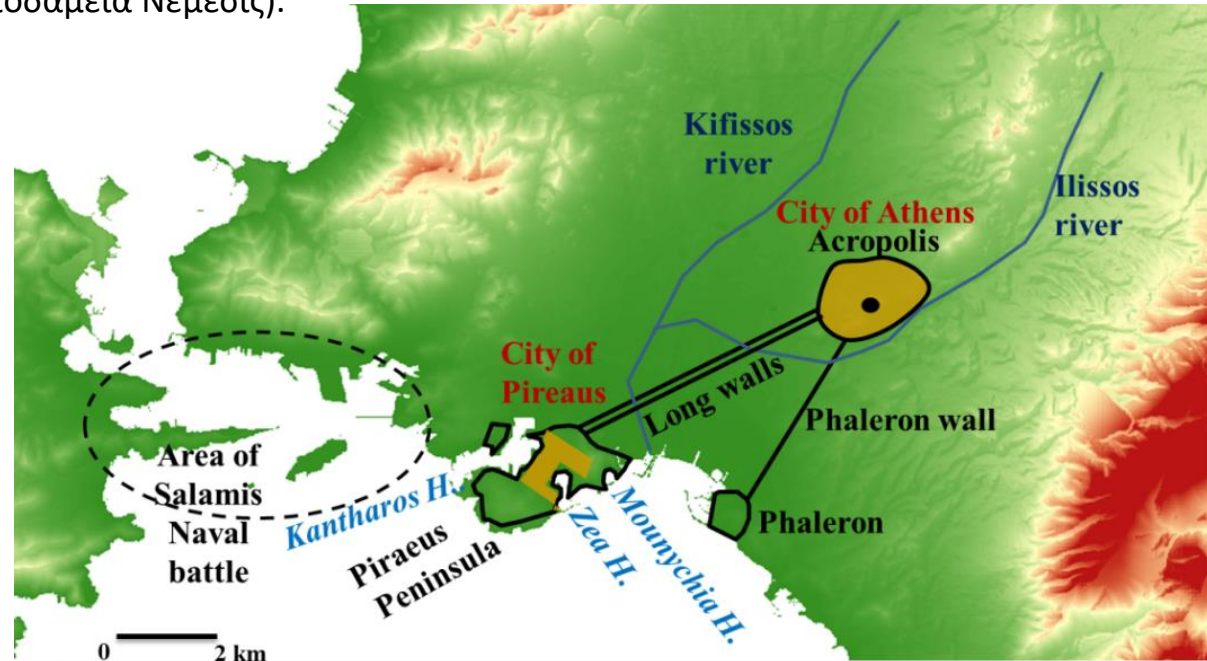 Νέμεσις).
Kifissos
river
Ilissos
river
City of Athens
Acropolis
City of
Pireaus
Long walls
Phaleron wall
Area of
Salamis
Naval
battle
Kantharos H.
Piraeus
Peninsula
Zea H.
Mounychia H.
Phaleron
0 2 km